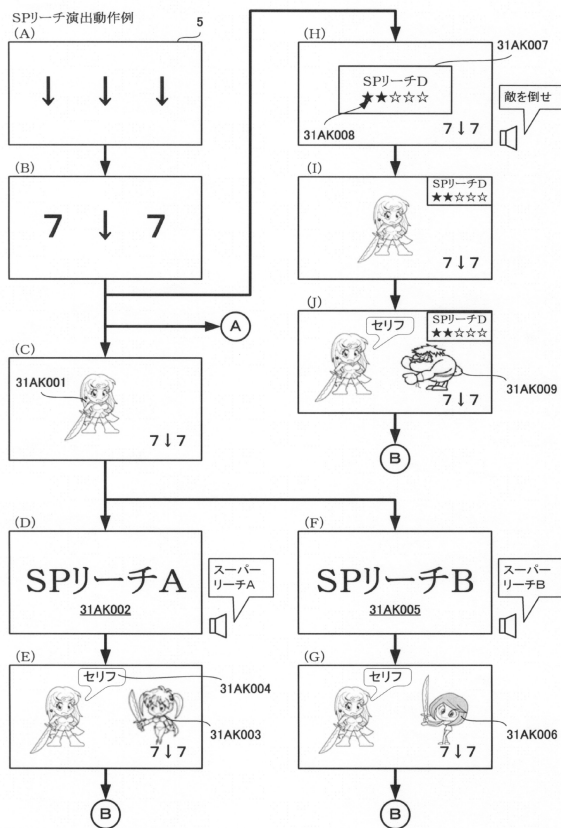 SPリーチ演出動作例
(A)
5
↓ ↓ ↓
(B)
7 ↓ 7
A
(C)
31AK001
7↓7
(D)
SPリーチA
31AK002
スーパー
リーチA
(E)
セリフ
31AK004
31AK003
7↓7
B
(F)
SPリーチB
31AK005
スーパー
リーチB
(G)
セリフ
31AK006
7↓7
B
(H)
31AK007
SPリーチD
★★☆☆☆
31AK008
7↓7
敵を倒せ
(I)
SPリーチD
★★☆☆☆
7↓7
(J)
セリフ
SPリーチD
★★☆☆☆
31AK009
7↓7
B